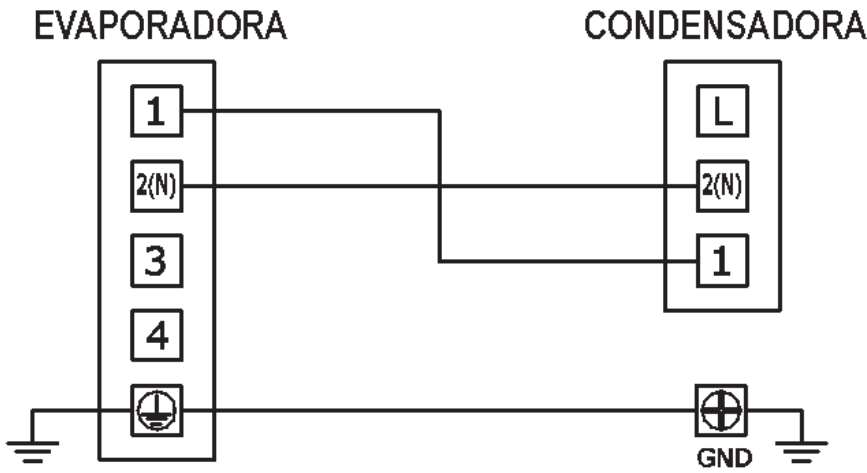 EVAPORADORA
CONDENSADORA
1
L
2(N)
2(N)
3
1
4
GND